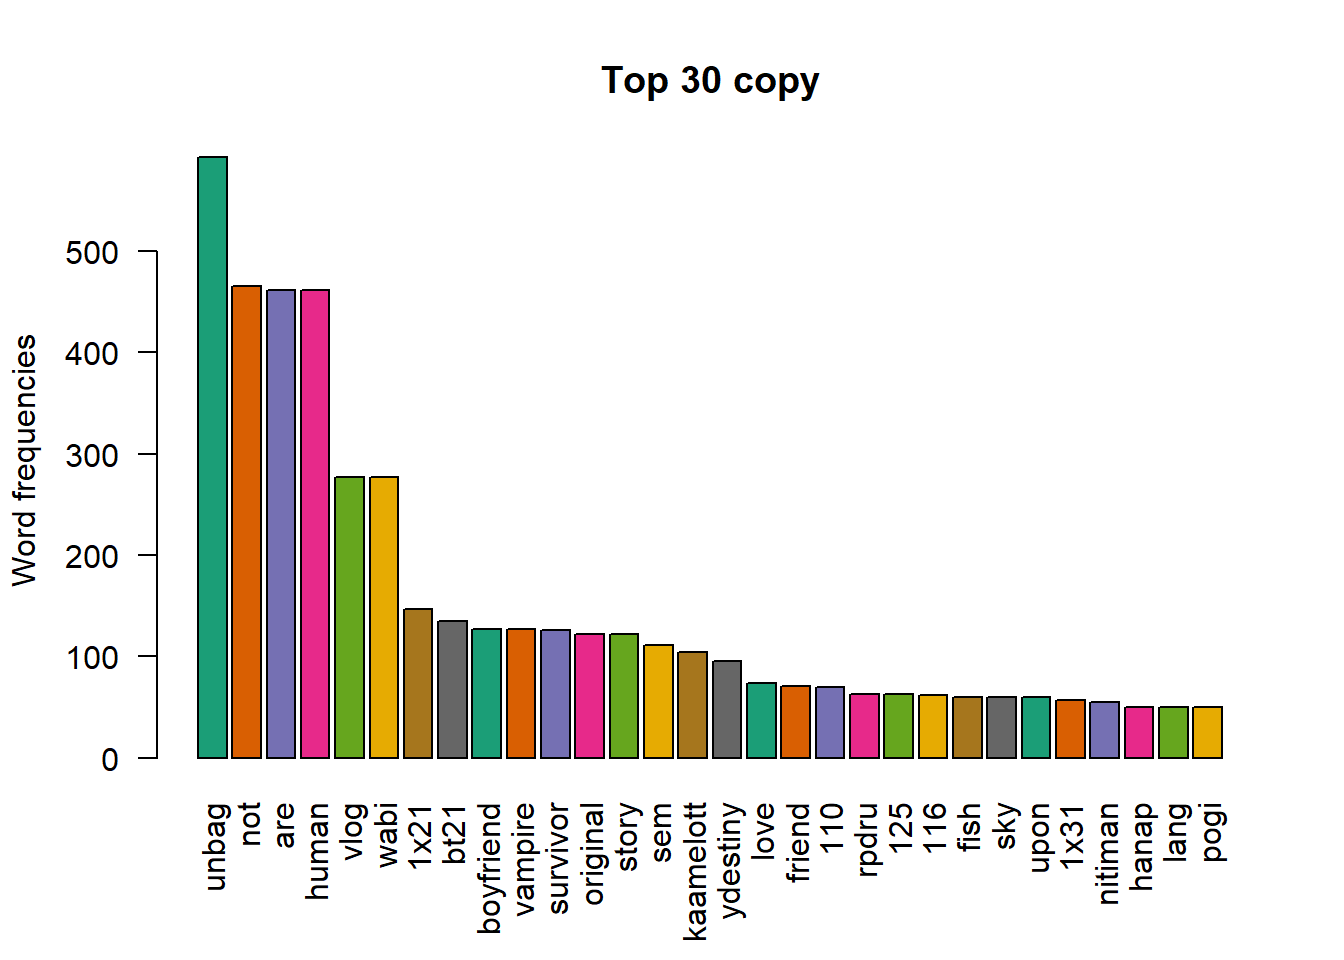 Top 30 copy
Word frequencies
500
400
300
200
100
0
unbag
not
are
human
vlog
wabi
1x21
bt21
boyfriend
vampire
survivor
original
story
sem
kaamelott
ydestiny
love
friend
110
rpdru
125
116
fish
sky
upon
1x31
nitiman
hanap
lang
pogi